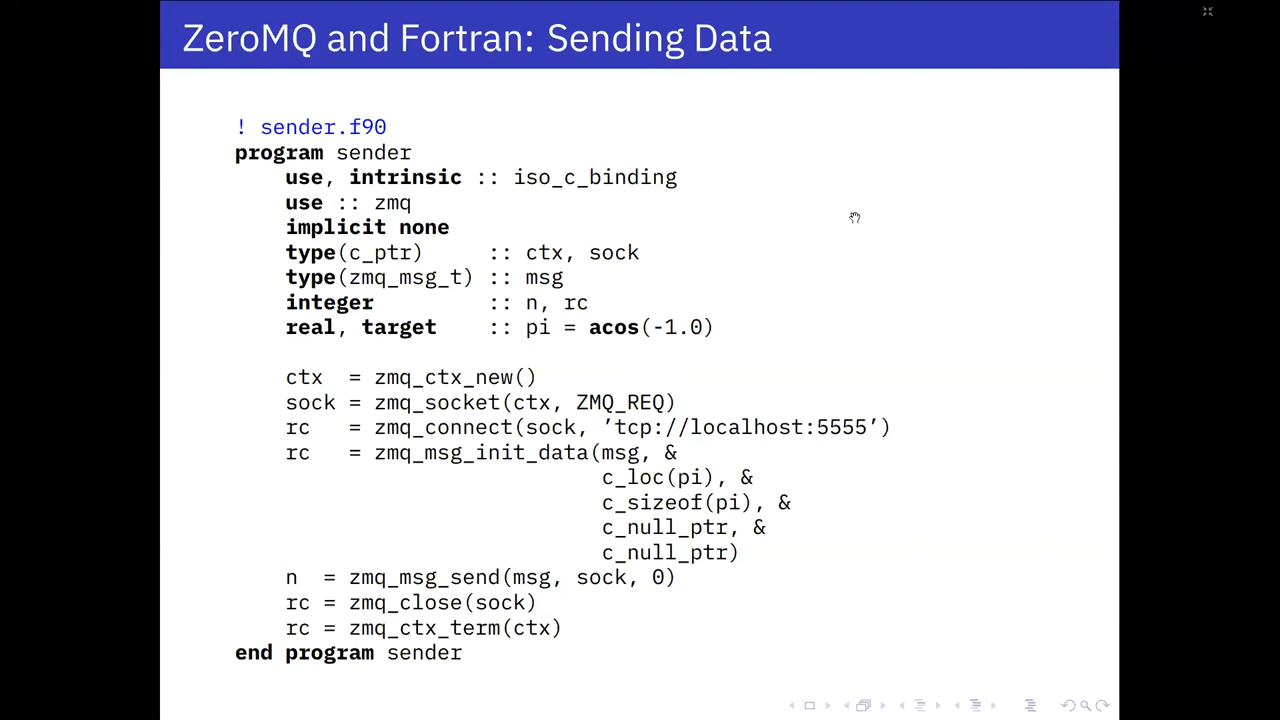 ZeroMQ and Fortran: Sending Data
! sender.f90
program sender
    use, intrinsic :: iso_c_binding
    use :: zmq
    implicit none
    type(c_ptr)     :: ctx, sock
    type(zmq_msg_t) :: msg
    integer         :: n, rc
    real, target    :: pi = acos(-1.0)

    ctx  = zmq_ctx_new()
    sock = zmq_socket(ctx, ZMQ_REQ)
    rc   = zmq_connect(sock, ’tcp://localhost:5555’)
    rc   = zmq_msg_init_data(msg, &
                             c_loc(pi), &
                             c_sizeof(pi), &
                             c_null_ptr, &
                             c_null_ptr)
    n  = zmq_msg_send(msg, sock, 0)
    rc = zmq_close(sock)
    rc = zmq_ctx_term(ctx)
end program sender